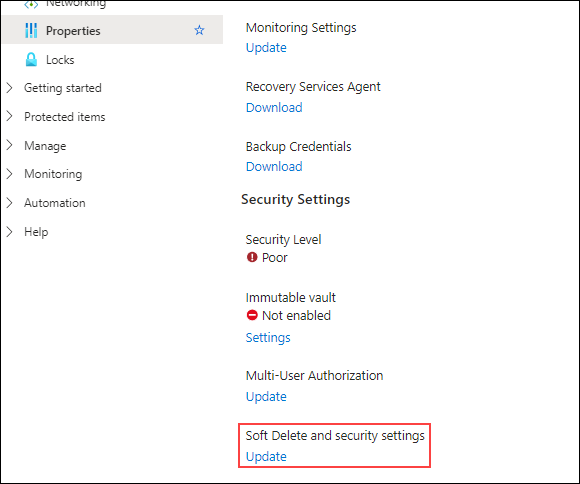 Networking
Properties
Locks
Getting started
Protected items
Manage
Monitoring
Automation
Help
Monitoring Settings
Update
Recovery Services Agent
Download
Backup Credentials
Download
Security Settings
Security Level
Poor
Immutable vault
Not enabled
Settings
Multi-User Authorization
Update
Soft Delete and security settings
Update